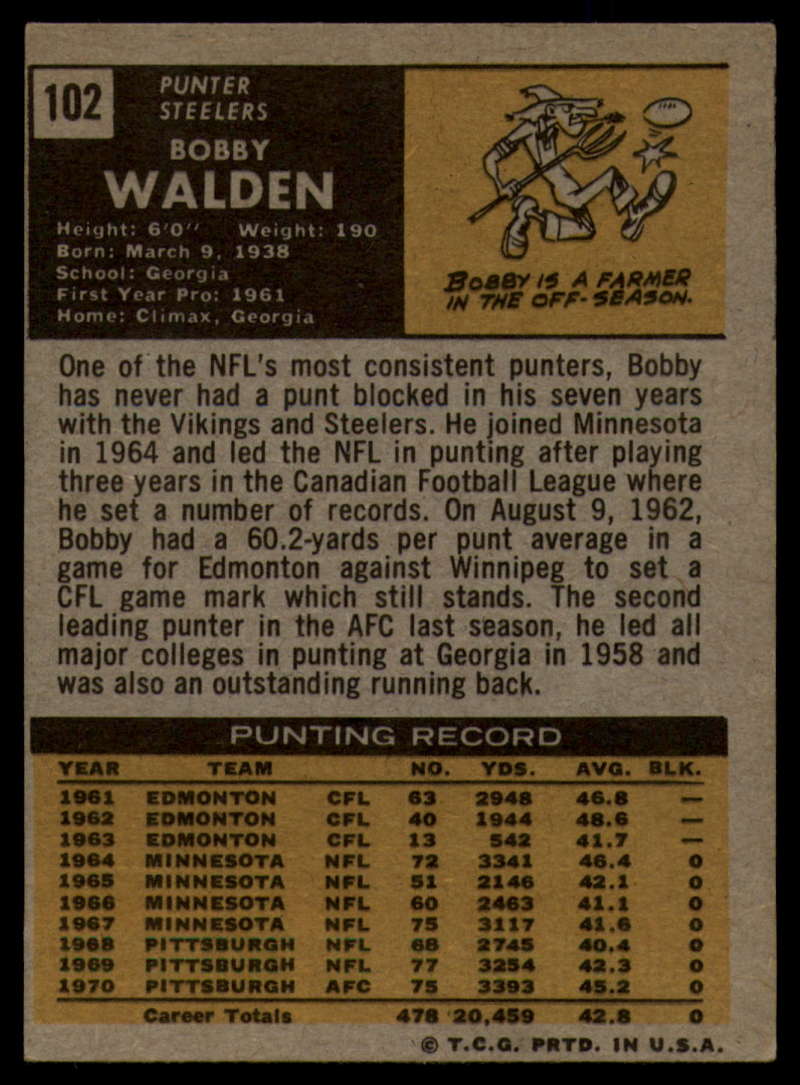 102
PUNTER
STEELERS
BOBBY
WALDEN
Height: 6'0" Weight: 190
Born: March 9, 1938
School: Georgia
First Year Pro: 1961
Home: Climax, Georgia
BOBBY IS A FARMER
IN THE OFF-SEASON.
One of the NFL's most consistent punters, Bobby
has never had a punt blocked in his seven years
with the Vikings and Steelers. He joined Minnesota
in 1964 and led the NFL in punting after playing
three years in the Canadian Football League where
he set a number of records. On August 9, 1962,
Bobby had a 60.2-yards per punt average in a
game for Edmonton against Winnipeg to set a
CFL game mark which still stands. The second
leading punter in the AFC last season, he led all
major colleges in punting at Georgia in 1958 and
was also an outstanding running back.
PUNTING RECORD
YEAR TEAM NO. YDS. AVG. BLK.
1961 EDMONTON CFL 63 2948 46.8 —
1962 EDMONTON CFL 40 1944 48.6 —
1963 EDMONTON CFL 13 542 41.7 —
1964 MINNESOTA NFL 72 3341 46.4 0
1965 MINNESOTA NFL 51 2146 42.1 0
1966 MINNESOTA NFL 60 2463 41.1 0
1967 MINNESOTA NFL 75 3117 41.6 0
1968 PITTSBURGH NFL 68 2745 40.4 0
1969 PITTSBURGH NFL 77 3254 42.3 0
1970 PITTSBURGH AFC 75 3393 45.2 0
Career Totals 478 20,459 42.8 0
© T.C.G. PRTD. IN U.S.A.